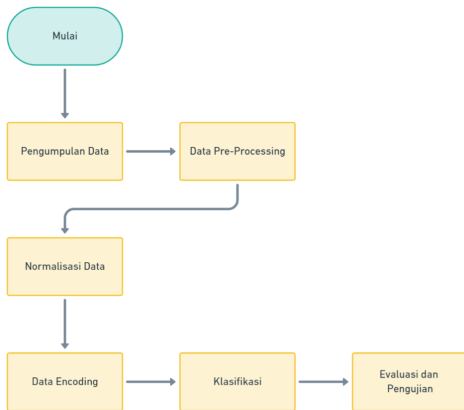 Mulai
Pengumpulan Data
Data Pre-Processing
Normalisasi Data
Data Encoding
Klasifikasi
Evaluasi dan
Pengujian